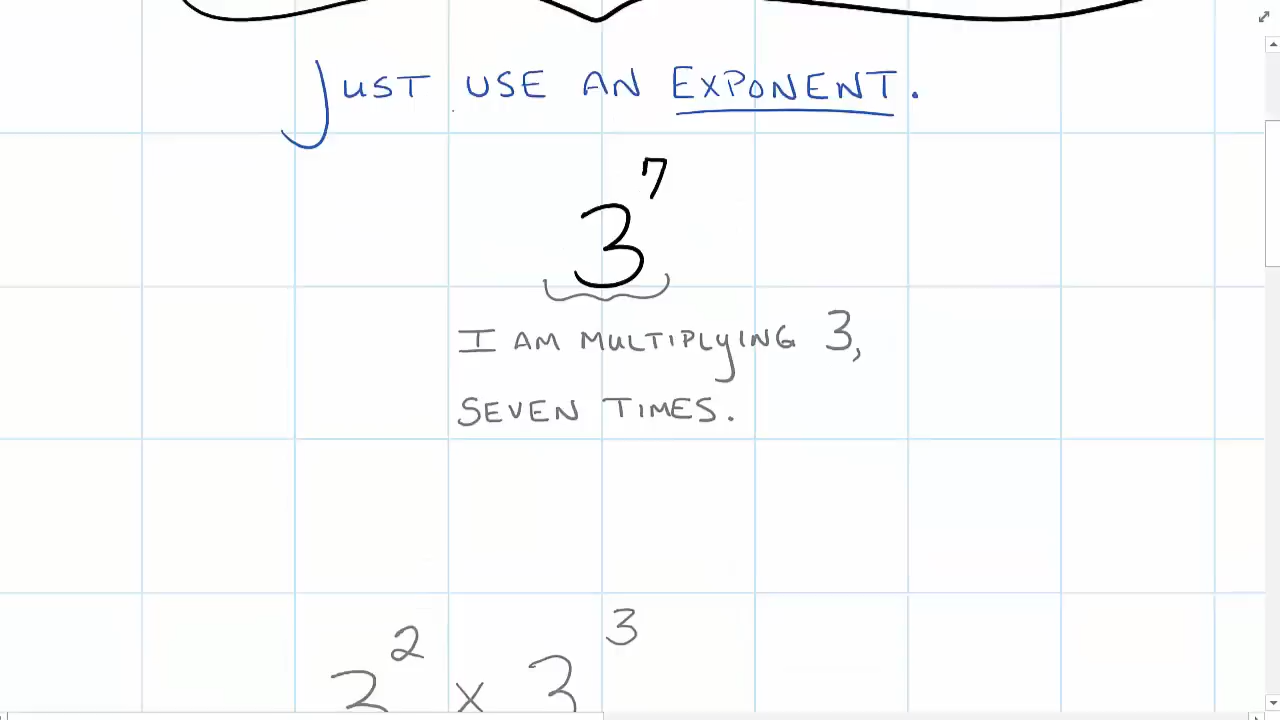 JUST USE AN EXPONENT.
3⁷
I AM MULTIPLYING 3,
SEVEN TIMES.
3² × 3³